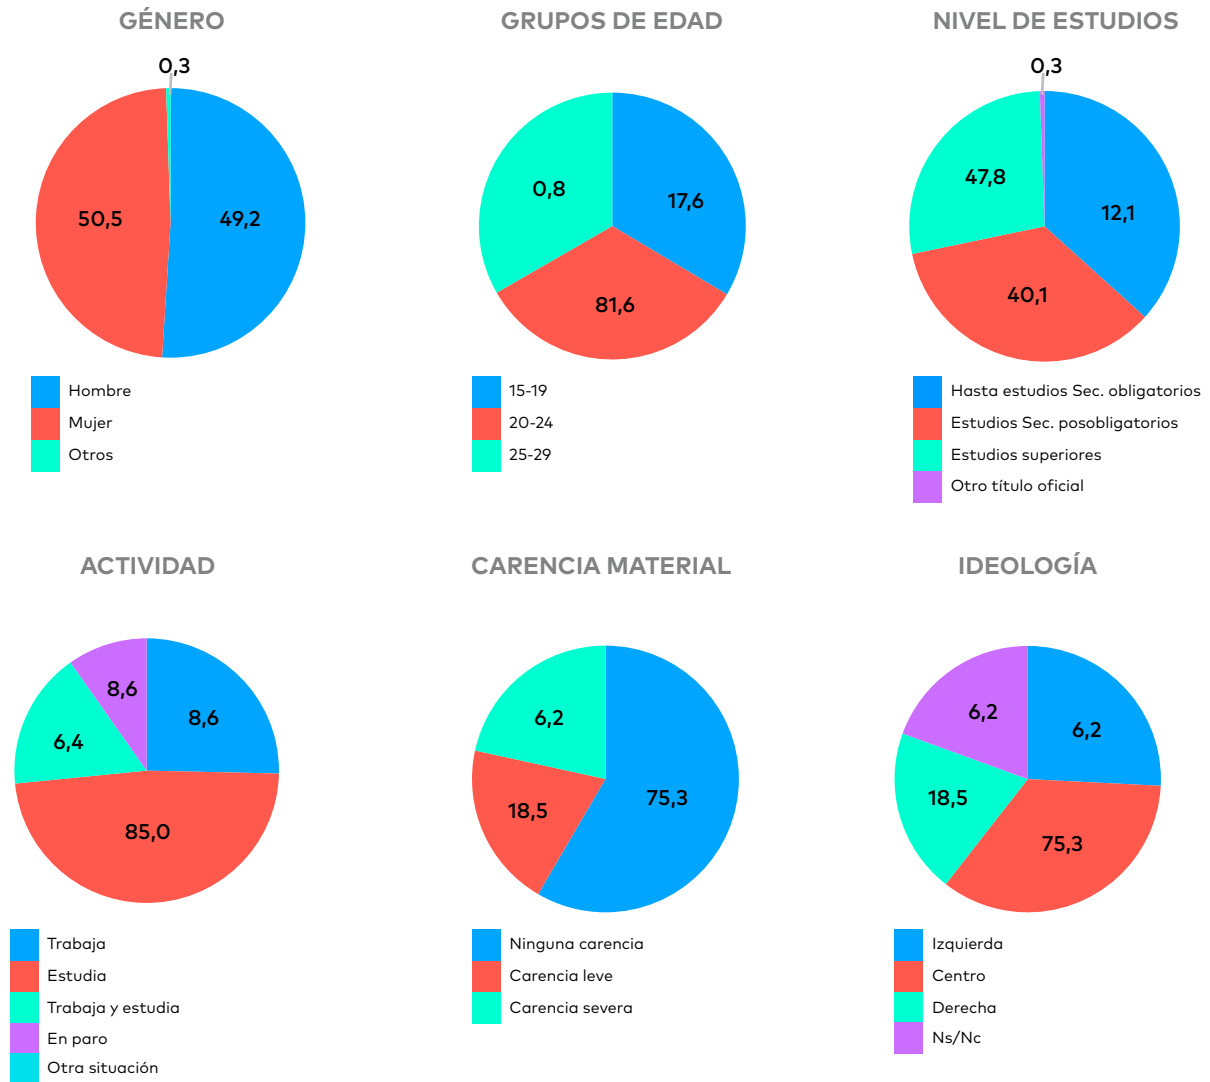 GÉNERO
0,3
50,5
49,2
Hombre
Mujer
Otros
GRUPOS DE EDAD
0,8
17,6
81,6
15-19
20-24
25-29
NIVEL DE ESTUDIOS
0,3
47,8
12,1
40,1
Hasta estudios Sec. obligatorios
Estudios Sec. posobligatorios
Estudios superiores
Otro título oficial
ACTIVIDAD
8,6
8,6
6,4
85,0
Trabaja
Estudia
Trabaja y estudia
En paro
Otra situación
CARENCIA MATERIAL
6,2
75,3
18,5
Ninguna carencia
Carencia leve
Carencia severa
IDEOLOGÍA
6,2
6,2
18,5
75,3
Izquierda
Centro
Derecha
Ns/Nc